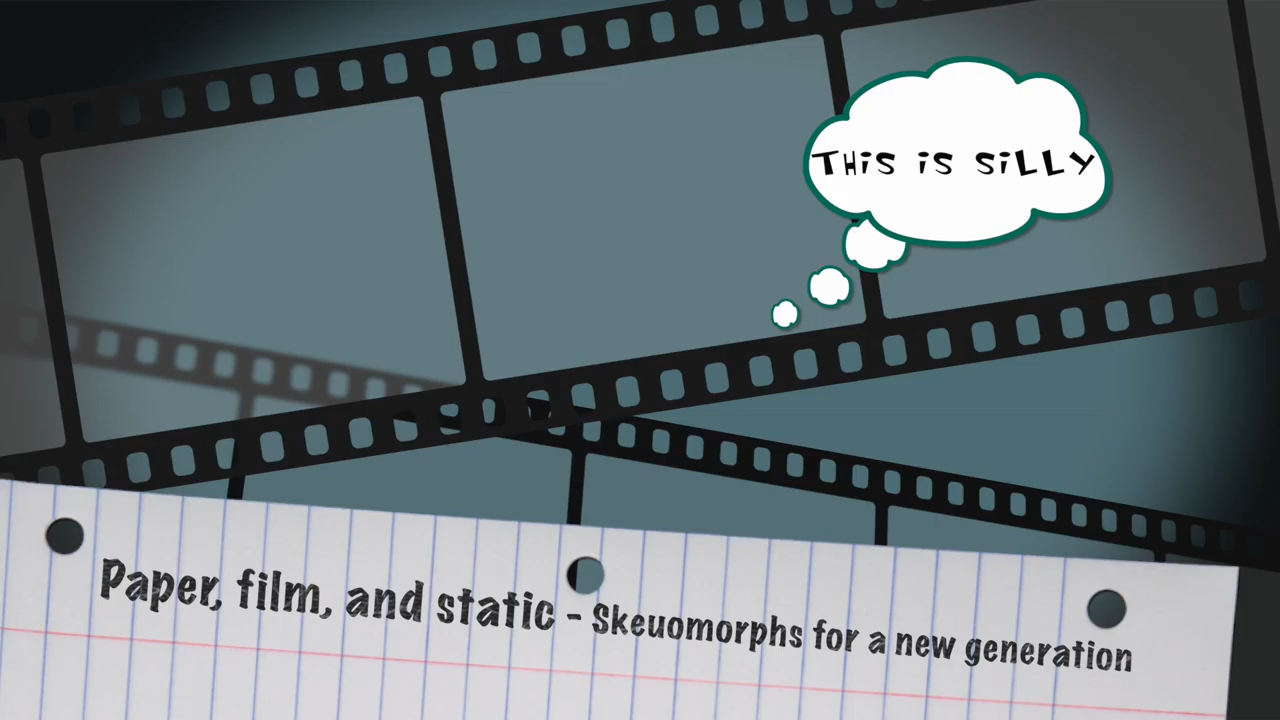 THiS iS SiLLY
Paper, film, and static - Skeuomorphs for a new generation